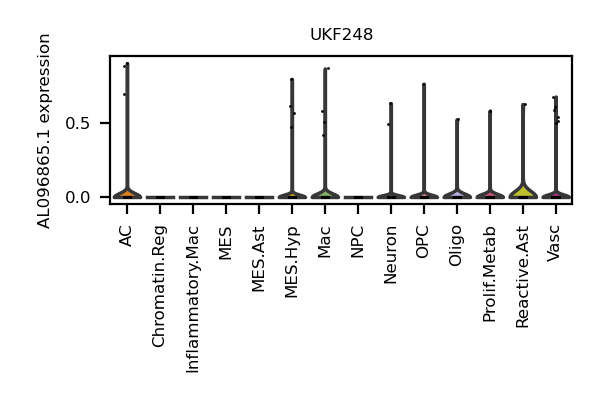 UKF248
AL096865.1 expression
0.5
0.0
AC
Chromatin.Reg
Inflammatory.Mac
MES
MES.Ast
MES.Hyp
Mac
NPC
Neuron
OPC
Oligo
Prolif.Metab
Reactive.Ast
Vasc